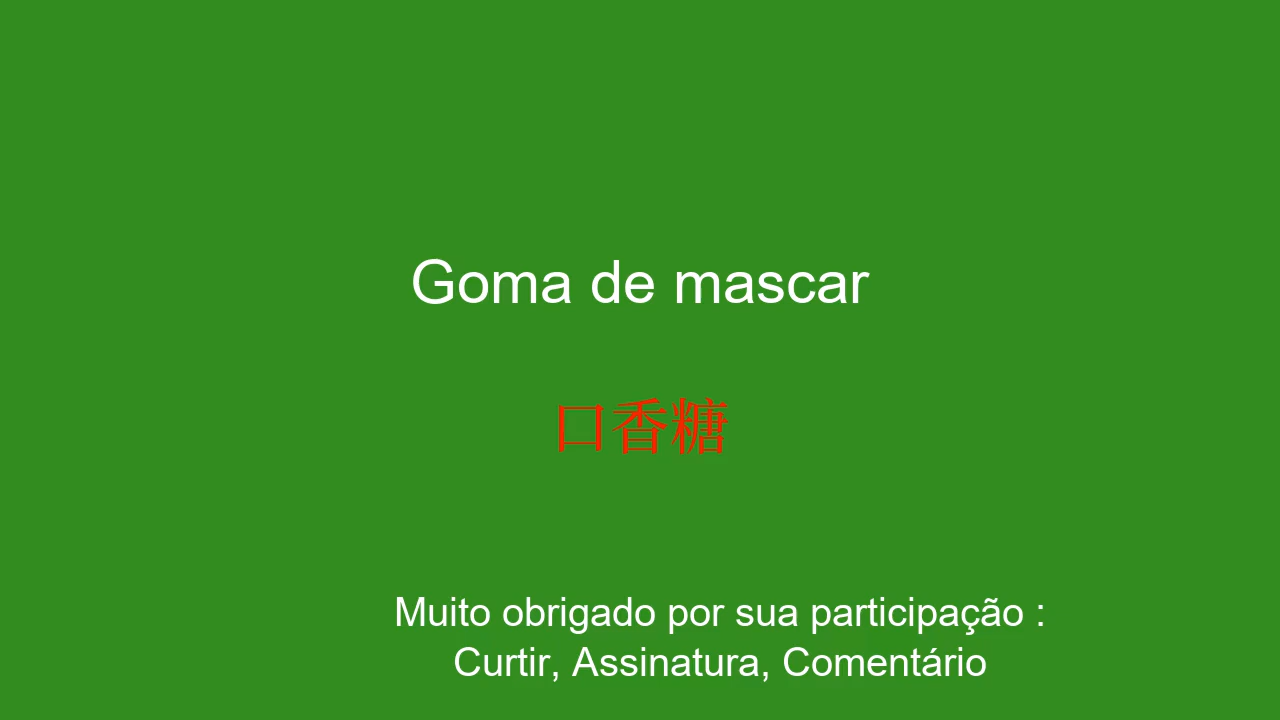 Goma de mascar
口香糖
Muito obrigado por sua participação :
Curtir, Assinatura, Comentário